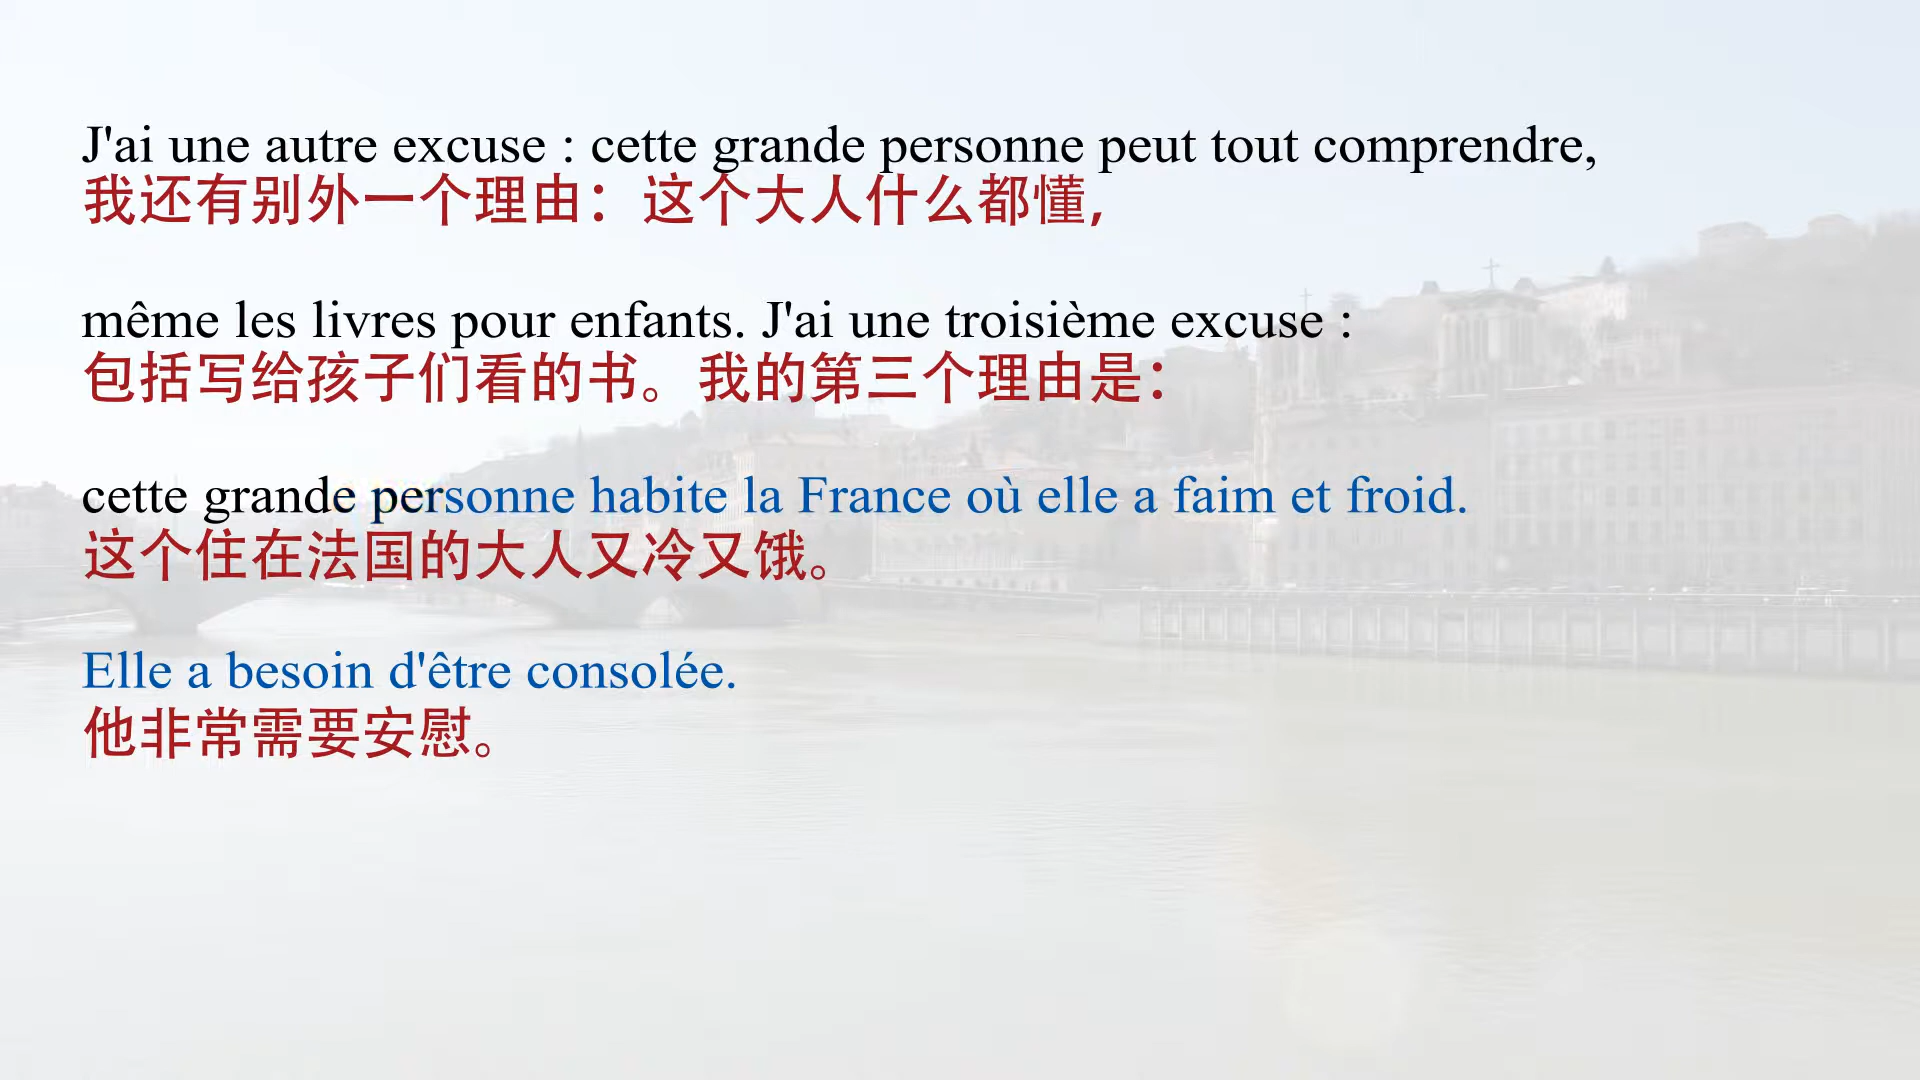 J'ai une autre excuse : cette grande personne peut tout comprendre,
我还有别外一个理由：这个大人什么都懂，
même les livres pour enfants. J'ai une troisième excuse :
包括写给孩子们看的书。我的第三个理由是：
cette grande personne habite la France où elle a faim et froid.
这个住在法国的大人又冷又饿。
Elle a besoin d'être consolée.
他非常需要安慰。